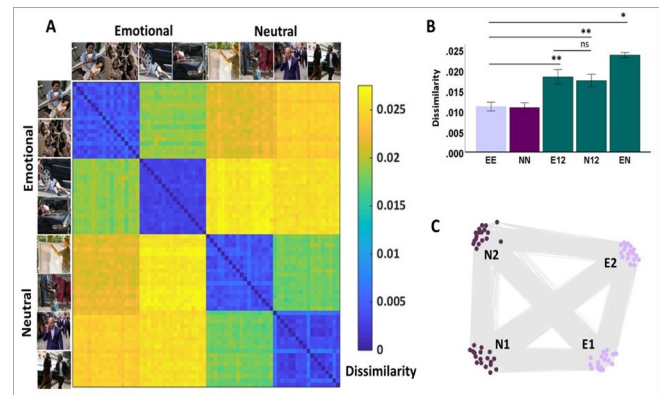 A
Emotional
Neutral
Emotional
Neutral
0.025
0.02
0.015
0.01
0.005
0
Dissimilarity
B
Dissimilarity
.025
.020
.015
.010
.005
.000
*
**
ns
**
EE
NN
E12
N12
EN
C
N2
E2
N1
E1